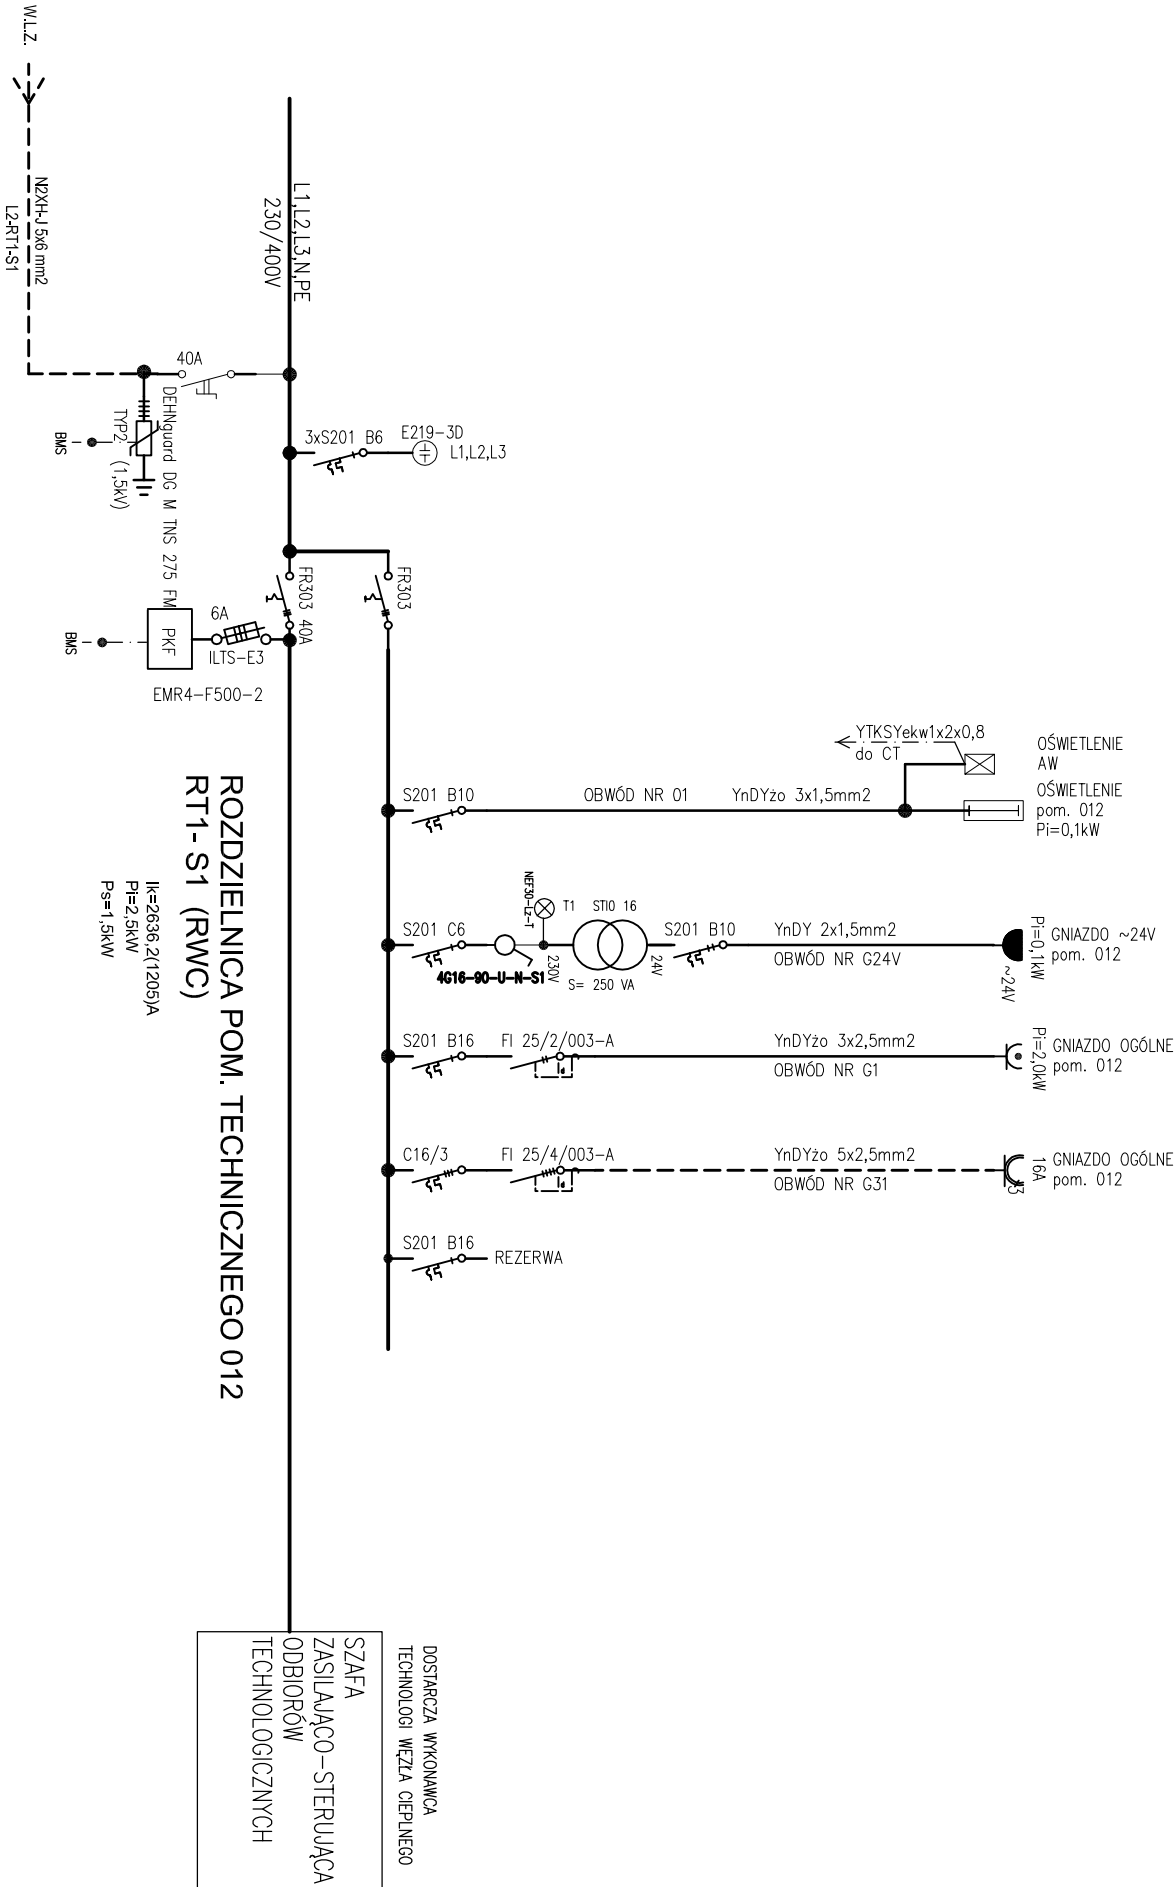 W.L.Z.
N2XH-J 5x6 mm2
L2-RT1-S1
L1,L2,L3,N,PE
230/400V
40A
DEHNguard DG M TNS 275 FM
TYP2
(1,5kV)
BMS
3xS201 B6
E219-3D
L1,L2,L3
FR303 40A
FR303
6A
ILTS-E3
PKF
BMS
EMR4-F500-2
YTKSYekw1x2x0,8
do CT
OŚWIETLENIE
AW
S201 B10
OBWÓD NR 01
YnDYżo 3x1,5mm2
OŚWIETLENIE
pom. 012
Pi=0,1kW
NEF30-Lz-T
T1
STI0 16
S201 C6
4G16-90-U-N-S1
230V
24V
S= 250 VA
S201 B10
YnDY 2x1,5mm2
OBWÓD NR G24V
Pi=0,1kW
~24V
GNIAZDO ~24V
pom. 012
S201 B16
FI 25/2/003-A
YnDYżo 3x2,5mm2
OBWÓD NR G1
Pi=2,0kW
GNIAZDO OGÓLNE
pom. 012
C16/3
FI 25/4/003-A
YnDYżo 5x2,5mm2
OBWÓD NR G31
3
16A
GNIAZDO OGÓLNE
pom. 012
S201 B16
REZERWA
ROZDZIELNICA POM. TECHNICZNEGO 012
RT1- S1 (RWC)
Ik=2636,2(1205)A
Pi=2,5kW
Ps=1,5kW
DOSTARCZA WYKONAWCA
TECHNOLOGI WĘZŁA CIEPLNEGO
SZAFA
ZASILAJĄCO-STERUJĄCA
ODBIORÓW
TECHNOLOGICZNYCH